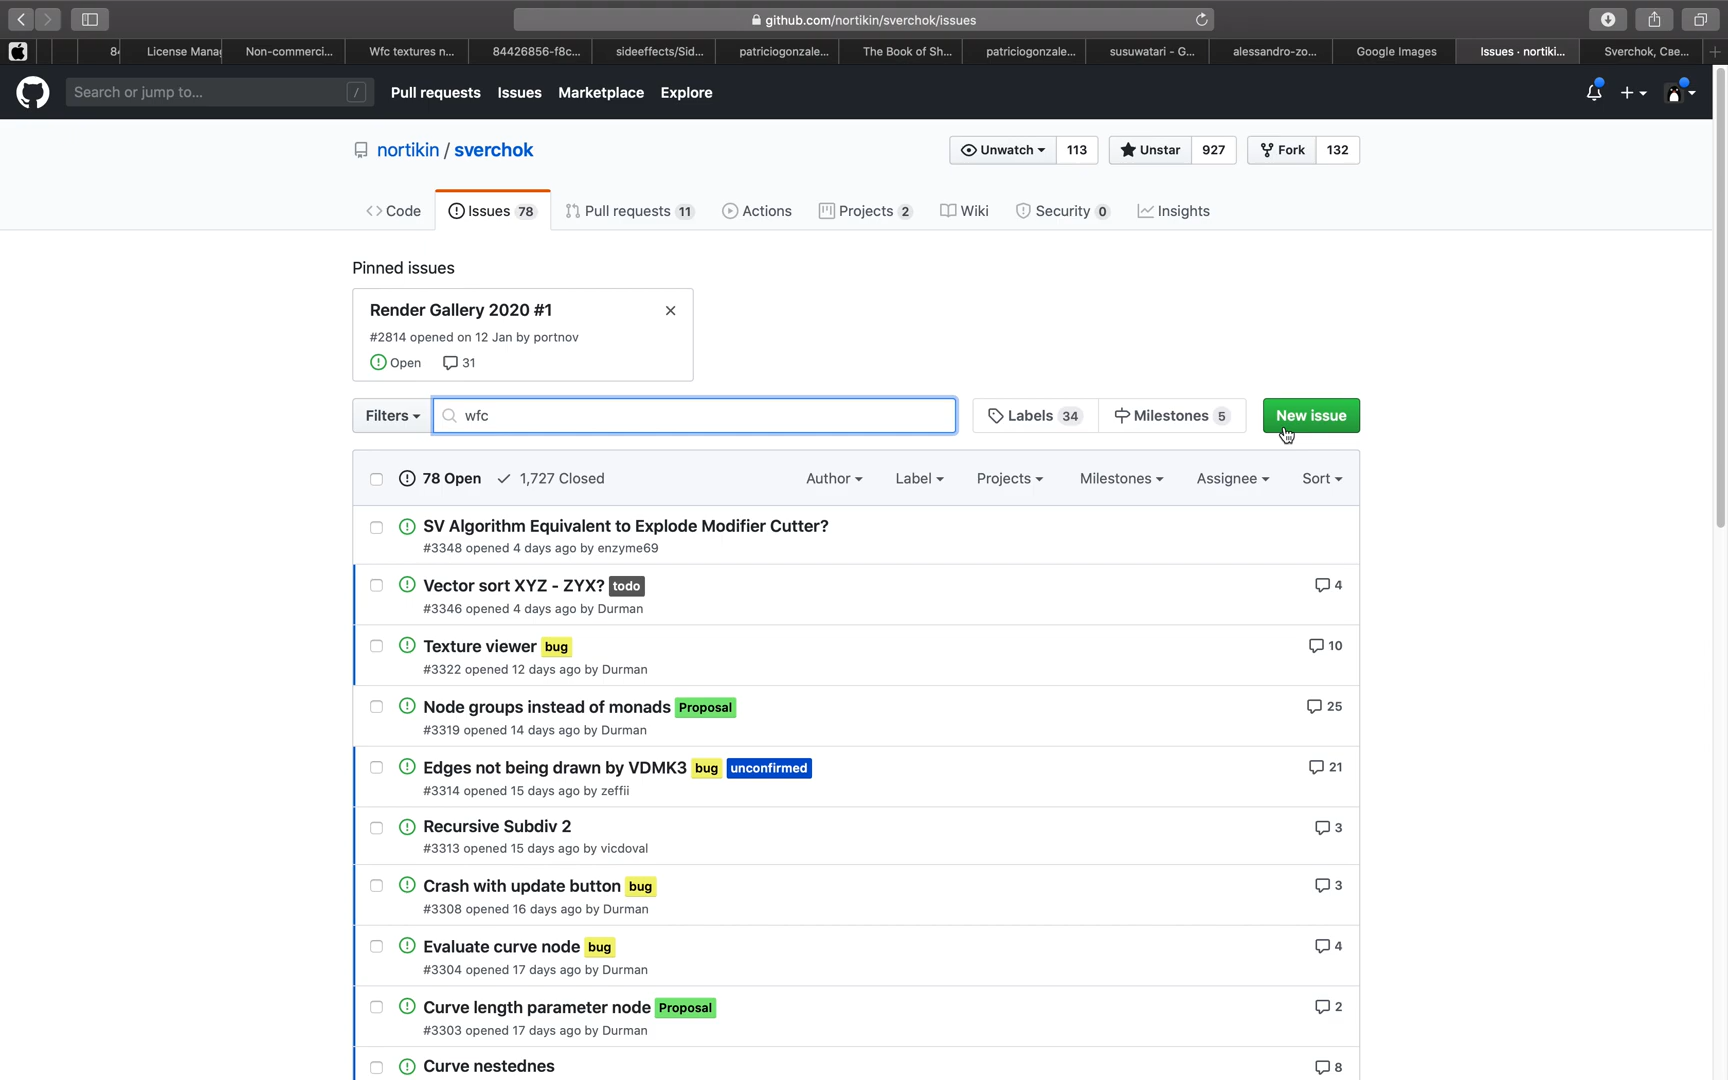 github.com/nortikin/sverchok/issues
84 License Manag Non-commerci... Wfc textures n... 84426856-f8c... sideeffects/Sid... patriciogonzale... The Book of Sh... patriciogonzale... susuwatari - G... alessandro-zo... Google Images Issues · nortiki... Sverchok, Све...
Search or jump to... / Pull requests Issues Marketplace Explore
nortikin / sverchok Unwatch 113 Unstar 927 Fork 132
Code Issues 78 Pull requests 11 Actions Projects 2 Wiki Security 0 Insights
Pinned issues
Render Gallery 2020 #1
#2814 opened on 12 Jan by portnov
Open 31
Filters wfc Labels 34 Milestones 5 New issue
78 Open 1,727 Closed Author Label Projects Milestones Assignee Sort
SV Algorithm Equivalent to Explode Modifier Cutter?
#3348 opened 4 days ago by enzyme69
Vector sort XYZ - ZYX? todo 4
#3346 opened 4 days ago by Durman
Texture viewer bug 10
#3322 opened 12 days ago by Durman
Node groups instead of monads Proposal 25
#3319 opened 14 days ago by Durman
Edges not being drawn by VDMK3 bug unconfirmed 21
#3314 opened 15 days ago by zeffii
Recursive Subdiv 2 3
#3313 opened 15 days ago by vicdoval
Crash with update button bug 3
#3308 opened 16 days ago by Durman
Evaluate curve node bug 4
#3304 opened 17 days ago by Durman
Curve length parameter node Proposal 2
#3303 opened 17 days ago by Durman
Curve nestednes 8